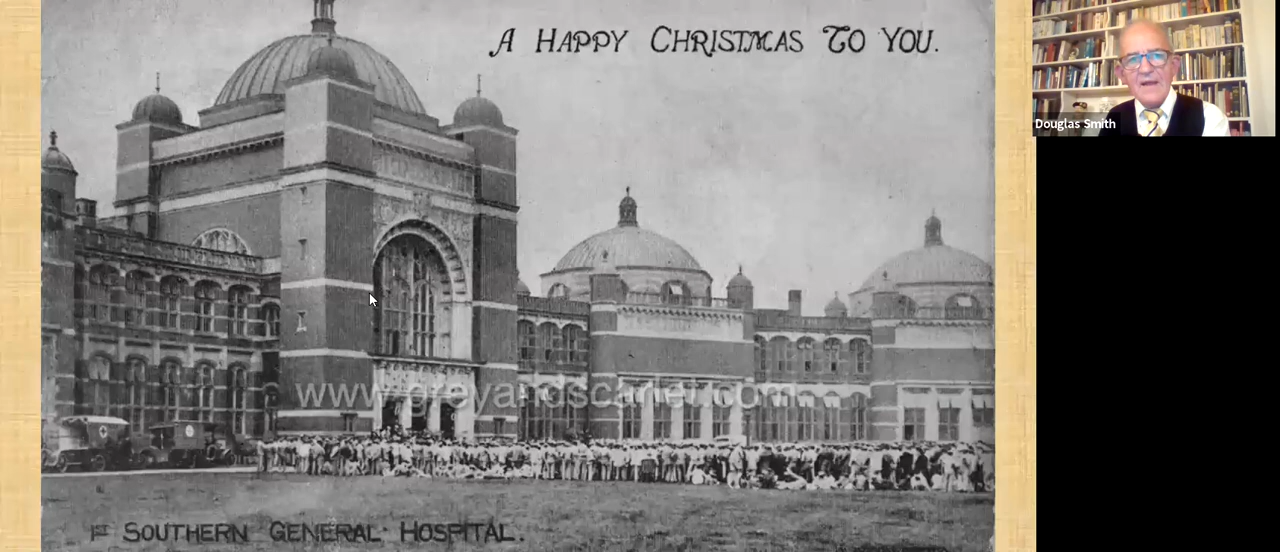 A HAPPY CHRISTMAS TO YOU.
Douglas Smith
www.greyandscarlet.com
1ST SOUTHERN GENERAL HOSPITAL.